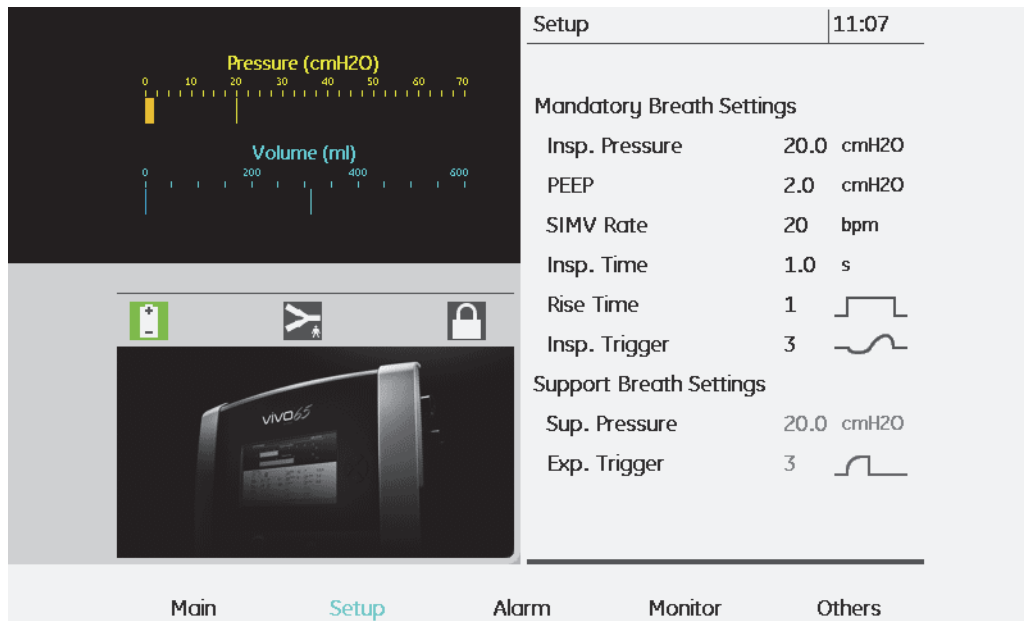 Pressure (cmH2O)
0 10 20 30 40 50 60 70
Volume (ml)
0 200 400 600
vivo65
Setup 11:07
Mandatory Breath Settings
Insp. Pressure 20.0 cmH2O
PEEP 2.0 cmH2O
SIMV Rate 20 bpm
Insp. Time 1.0 s
Rise Time 1
Insp. Trigger 3
Support Breath Settings
Sup. Pressure 20.0 cmH2O
Exp. Trigger 3
Main Setup Alarm Monitor Others